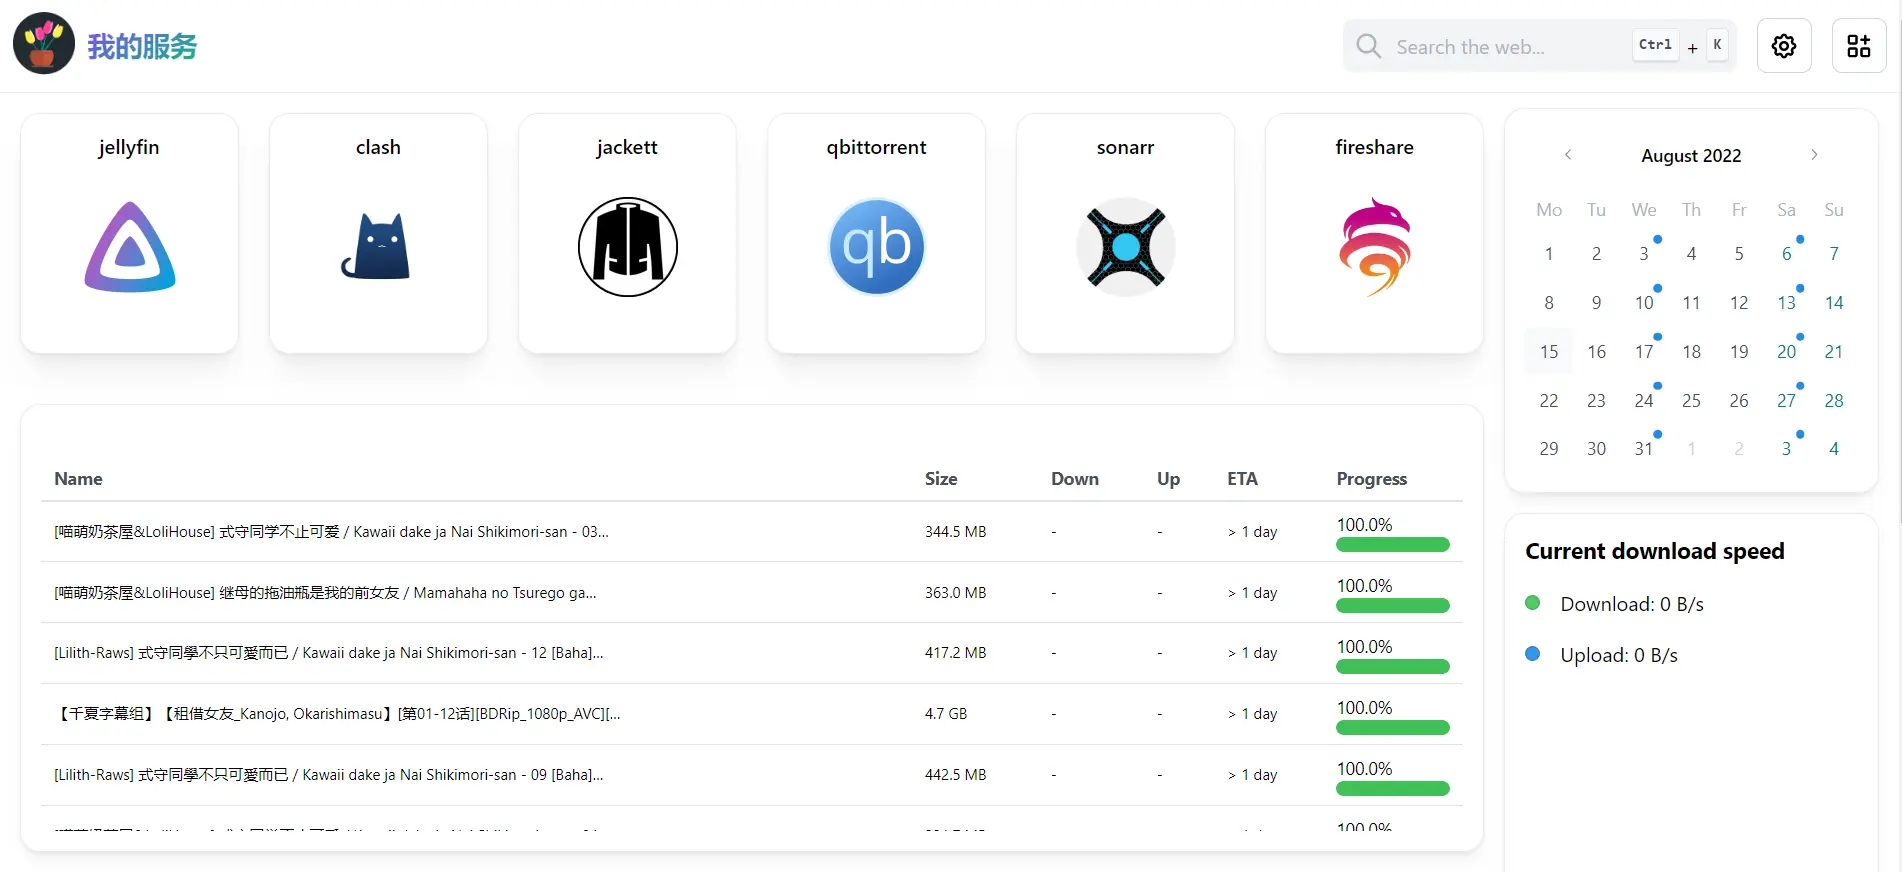 我的服务
Search the web...
Ctrl + K
jellyfin
clash
jackett
qbittorrent
qb
sonarr
fireshare
August 2022
Mo Tu We Th Fr Sa Su
1 2 3 4 5 6 7
8 9 10 11 12 13 14
15 16 17 18 19 20 21
22 23 24 25 26 27 28
29 30 31 1 2 3 4
Name Size Down Up ETA Progress
[喵萌奶茶屋&LoliHouse] 式守同学不止可爱 / Kawaii dake ja Nai Shikimori-san - 03... 344.5 MB - - > 1 day 100.0%
[喵萌奶茶屋&LoliHouse] 继母的拖油瓶是我的前女友 / Mamahaha no Tsurego ga... 363.0 MB - - > 1 day 100.0%
[Lilith-Raws] 式守同學不只可愛而已 / Kawaii dake ja Nai Shikimori-san - 12 [Baha]... 417.2 MB - - > 1 day 100.0%
【千夏字幕组】【租借女友_Kanojo, Okarishimasu】[第01-12话][BDRip_1080p_AVC][... 4.7 GB - - > 1 day 100.0%
[Lilith-Raws] 式守同學不只可愛而已 / Kawaii dake ja Nai Shikimori-san - 09 [Baha]... 442.5 MB - - > 1 day 100.0%
100.0%
Current download speed
Download: 0 B/s
Upload: 0 B/s